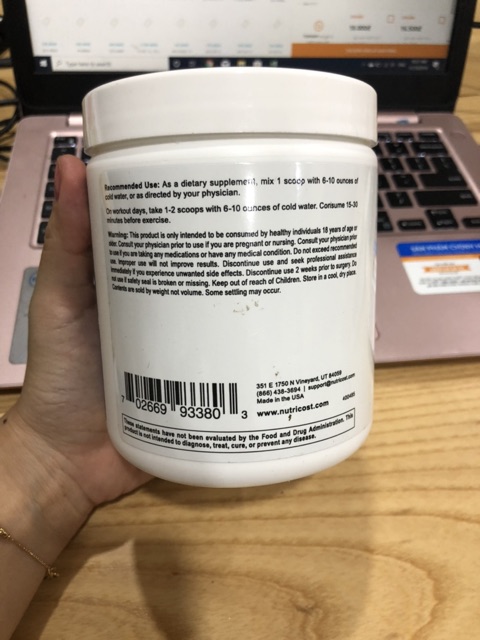 Type here to search
Recommended Use: As a dietary supplement, mix 1 scoop with 6-10 ounces of
cold water, or as directed by your physician.
On workout days, take 1-2 scoops with 6-10 ounces of cold water. Consume 15-30
minutes before exercise.
Warning: This product is only intended to be consumed by healthy individuals 18 years of age or
older. Consult your physician prior to use if you are pregnant or nursing. Consult your physician prior
to use if you are taking any medications or have any medical condition. Do not exceed recommended
use. Improper use will not improve results. Discontinue use and seek professional assistance
immediately if you experience unwanted side effects. Discontinue use 2 weeks prior to surgery. Do
not use if safety seal is broken or missing. Keep out of reach of Children. Store in a cool, dry place.
Contents are sold by weight not volume. Some settling may occur.
7 02669 93380 3
351 E 1750 N Vineyard, UT 84059
(866) 438-3694 | support@nutricost.com
Made in the USA
www.nutricost.com
These statements have not been evaluated by the Food and Drug Administration. This
product is not intended to diagnose, treat, cure, or prevent any disease.